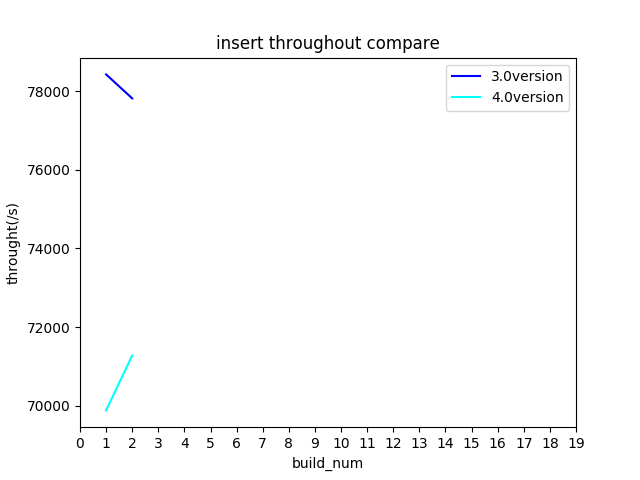 insert throughout compare
3.0version
4.0version
throught(/s)
78000
76000
74000
72000
70000
0 1 2 3 4 5 6 7 8 9 10 11 12 13 14 15 16 17 18 19
build_num